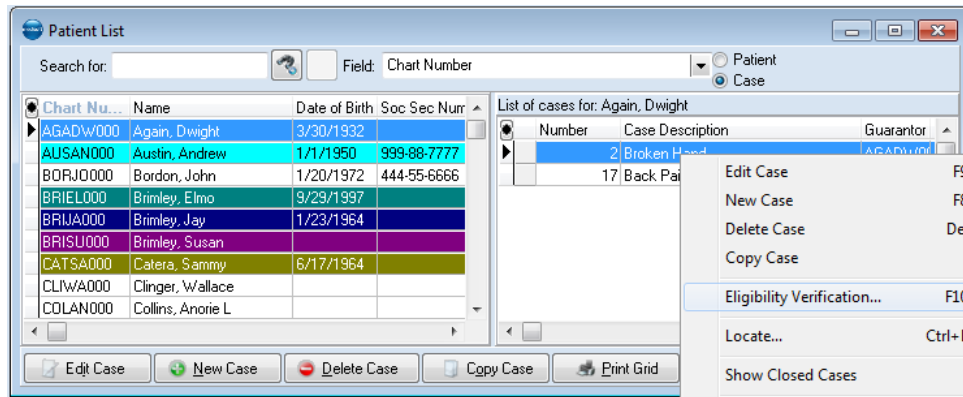 Patient List
Search for:
Field: Chart Number
Patient
Case
Chart Nu... Name Date of Birth Soc Sec Num
AGADW000 Again, Dwight 3/30/1932
AUSAN000 Austin, Andrew 1/1/1950 999-88-7777
BORJO000 Bordon, John 1/20/1972 444-55-6666
BRIEL000 Brimley, Elmo 9/29/1997
BRIJA000 Brimley, Jay 1/23/1964
BRISU000 Brimley, Susan
CATSA000 Catera, Sammy 6/17/1964
CLIWA000 Clinger, Wallace
COLAN000 Collins, Anorie L
List of cases for: Again, Dwight
Number Case Description Guarantor
2 Broken Hand
17 Back Pai
Edit Case F9
New Case F8
Delete Case De
Copy Case
Eligibility Verification... F10
Locate... Ctrl+
Show Closed Cases
Edit Case New Case Delete Case Copy Case Print Grid